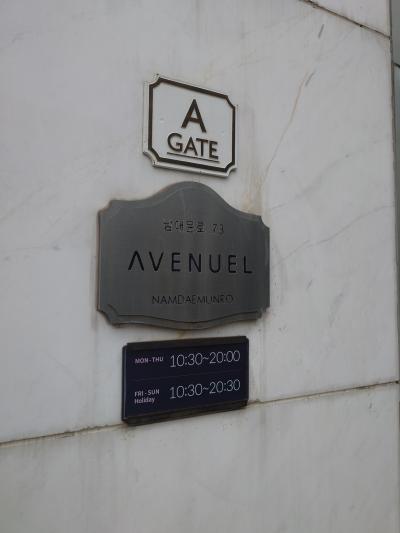 A
GATE
남대문로 73
AVENUEL
NAMDAEMUNRO
MON - THU 10:30~20:00
FRI - SUN
Holiday 10:30~20:30